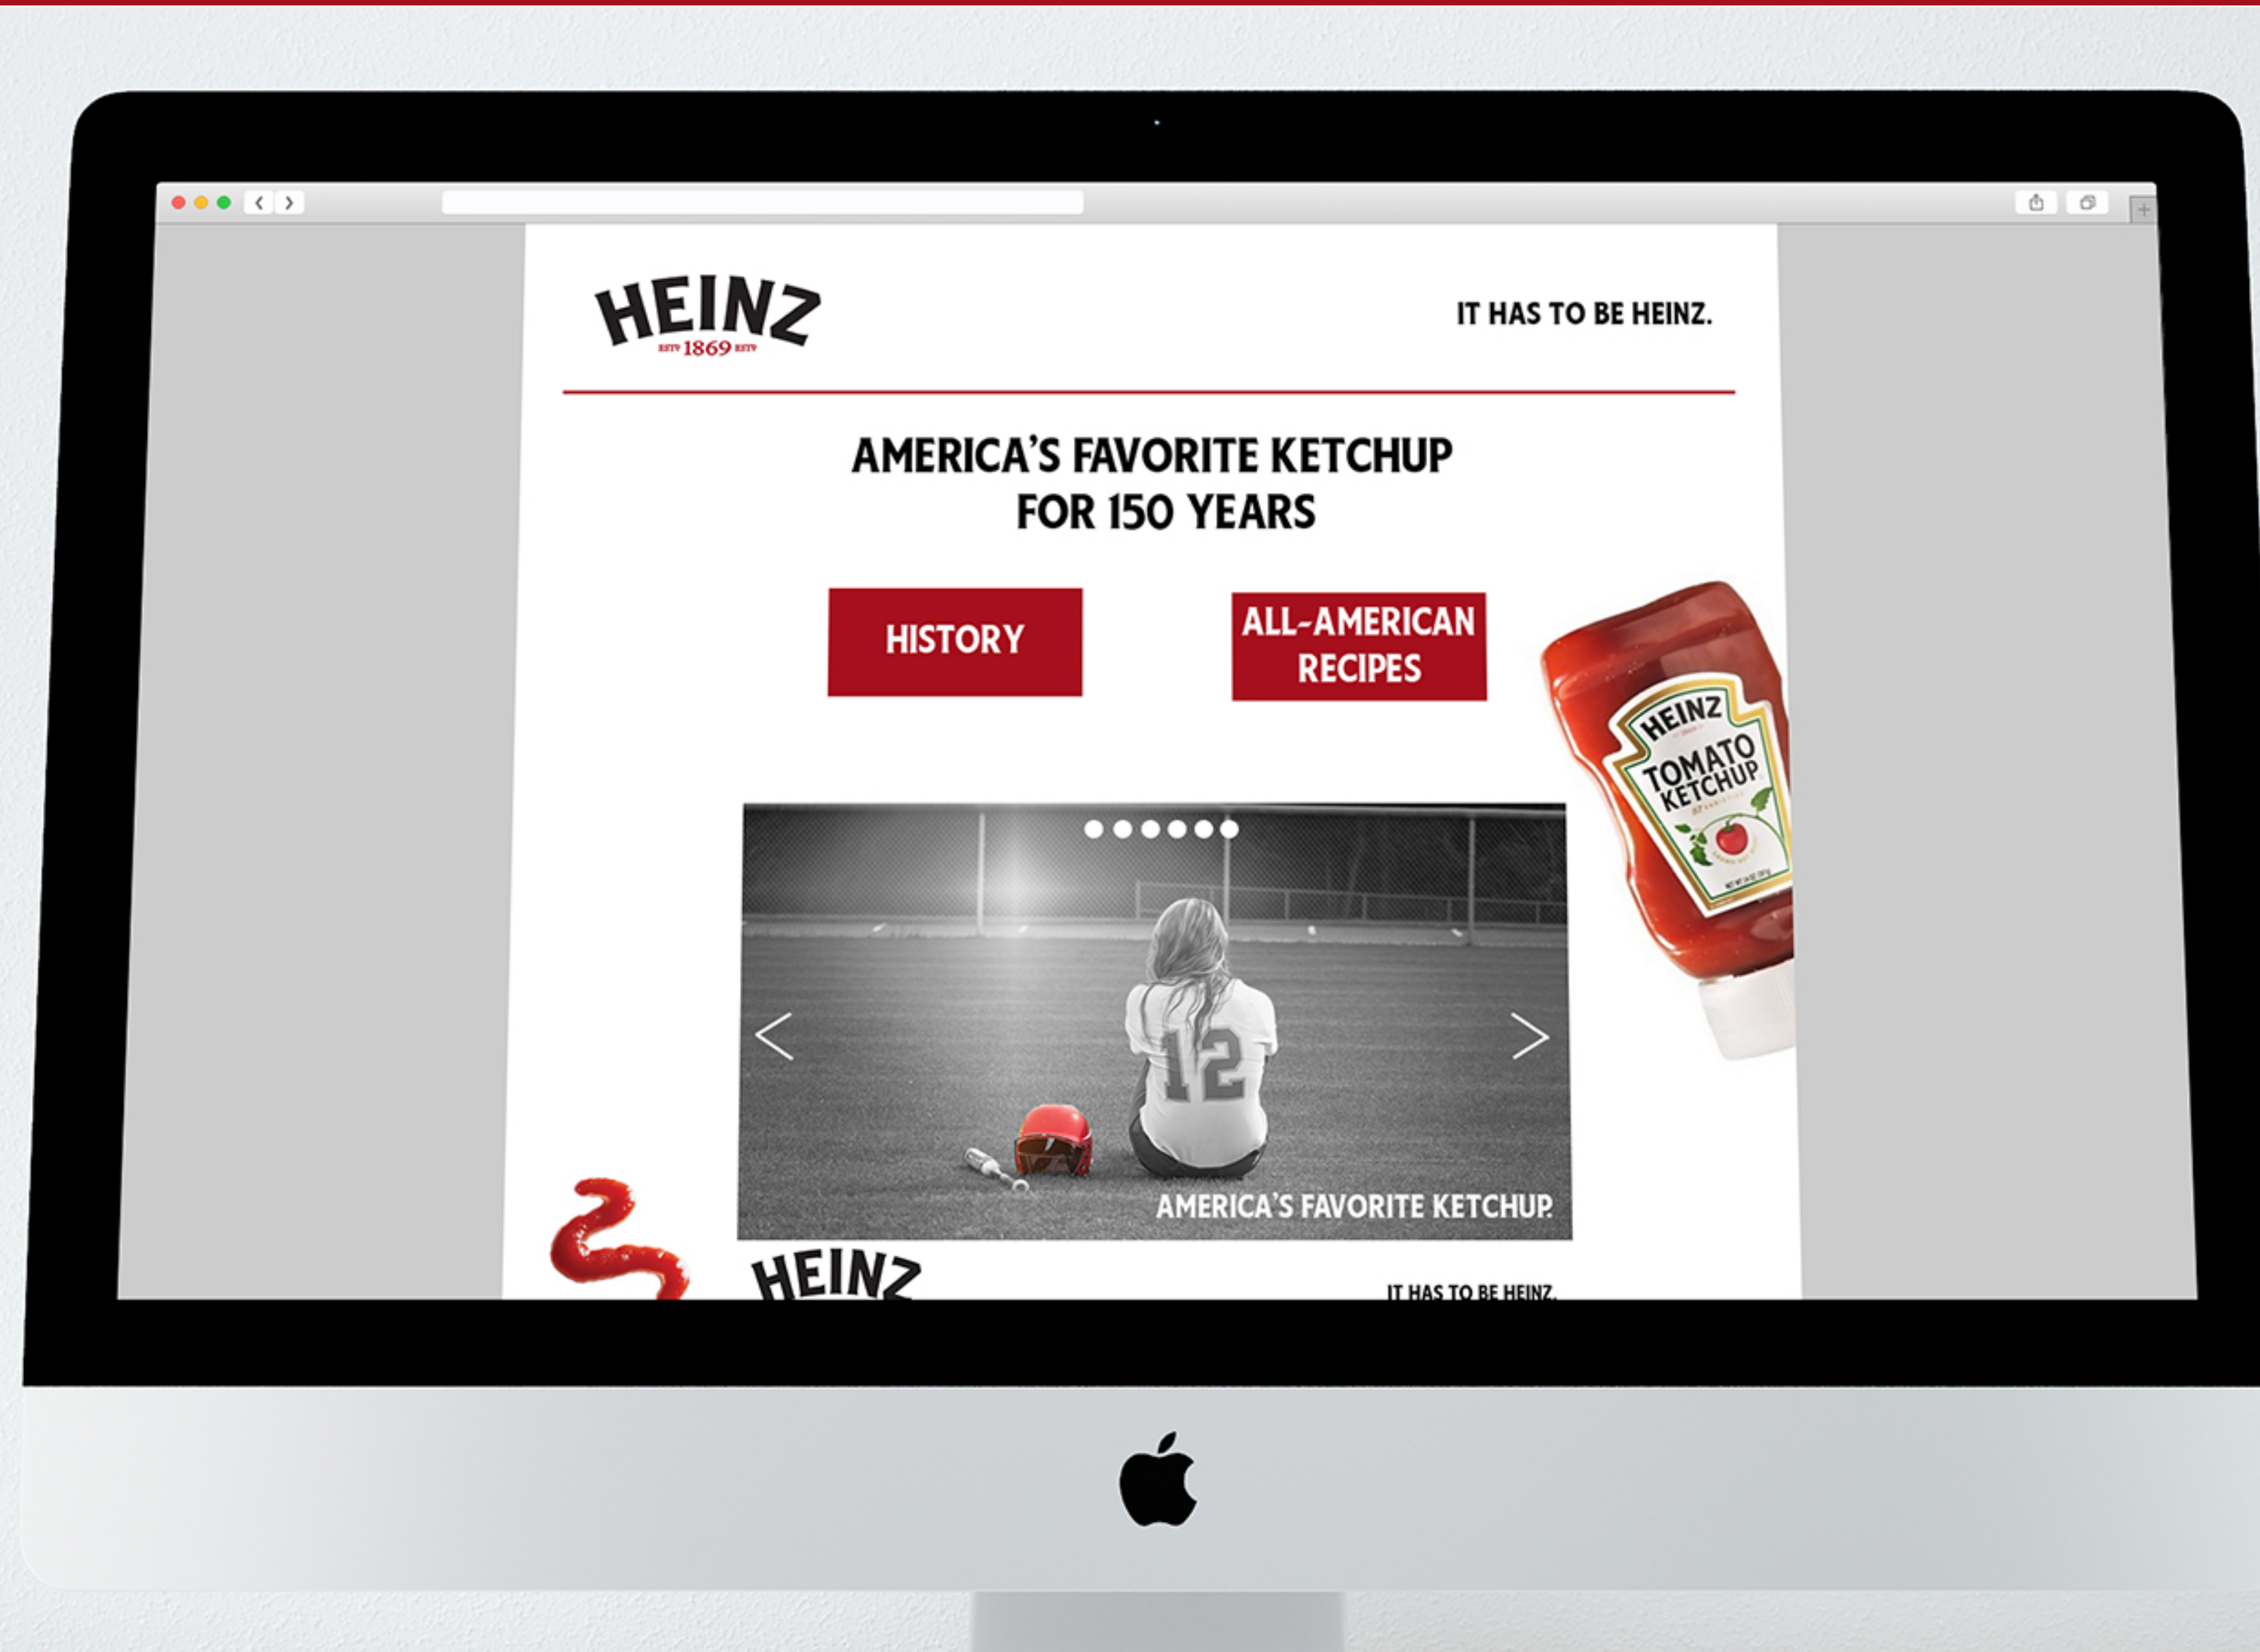 HEINZ
ESTD 1869 ESTD
IT HAS TO BE HEINZ.
AMERICA'S FAVORITE KETCHUP
FOR 150 YEARS
HISTORY
ALL-AMERICAN
RECIPES
HEINZ
TOMATO
KETCHUP
12
AMERICA'S FAVORITE KETCHUP.
HEINZ
IT HAS TO BE HEINZ.